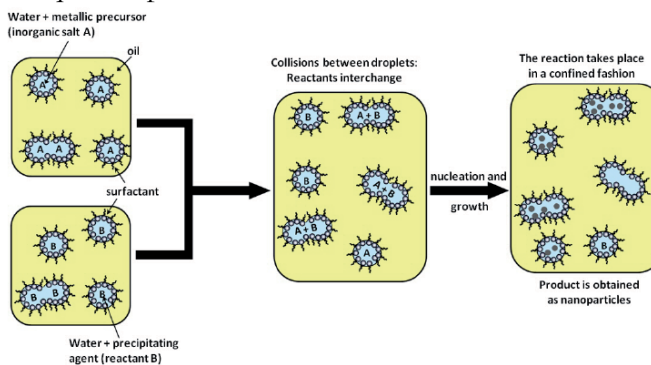 Water + metallic precursor
(inorganic salt A)
oil
A
A
A A
A
surfactant
B
B
B B
B
Water + precipitating
agent (reactant B)
Collisions between droplets:
Reactants interchange
B
A + B
B
A + B
A + B
A
nucleation and
growth
The reaction takes place
in a confined fashion
B
Product is obtained
as nanoparticles